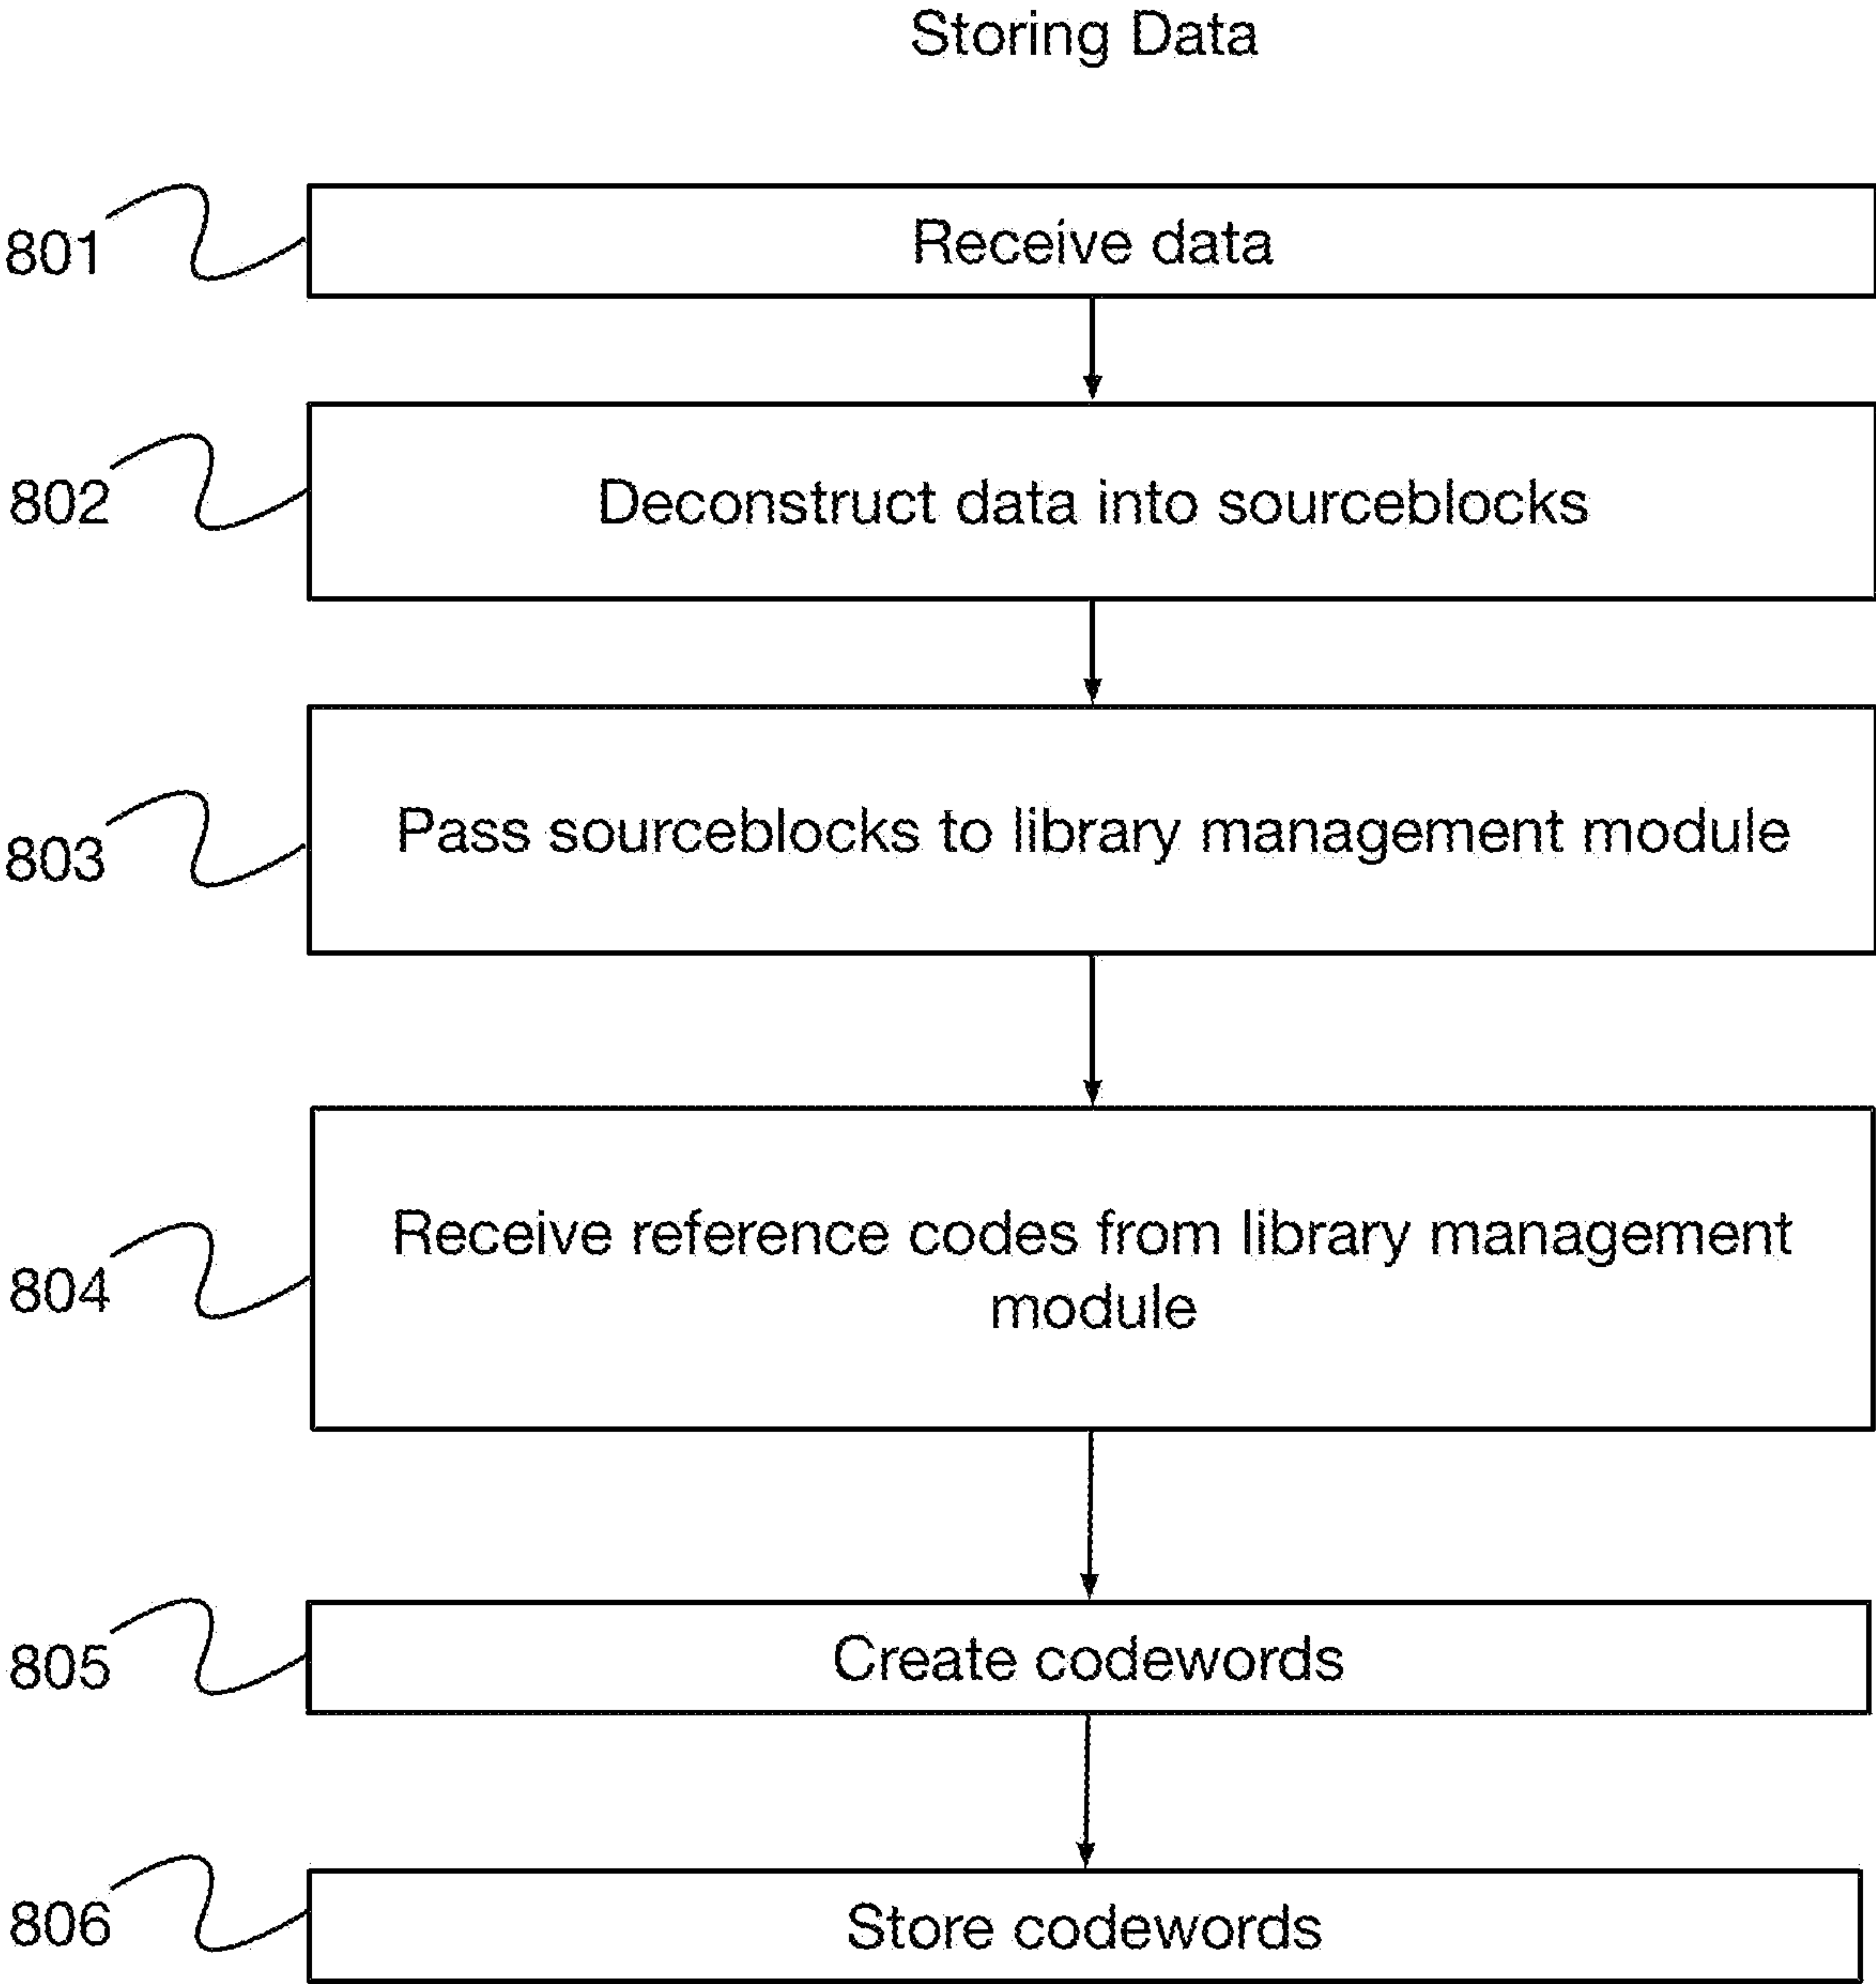 Storing Data
801
Receive data
802
Deconstruct data into sourceblocks
803
Pass sourceblocks to library management module
804
Receive reference codes from library management
module
805
Create codewords
806
Store codewords